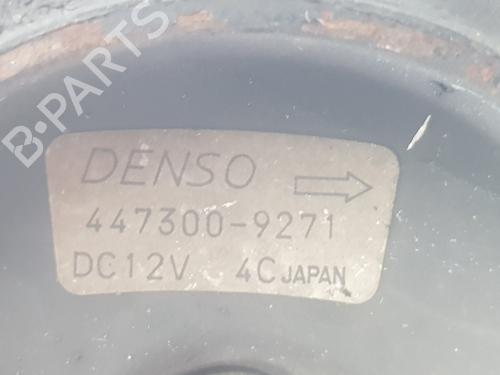 B-PARTS
DENSO
447300-9271
DC12V 4C JAPAN